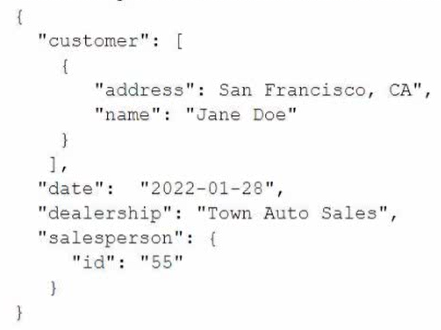 {
"customer": [
{
"address": San Francisco, CA",
"name": "Jane Doe"
}
],
"date":  "2022-01-28",
"dealership": "Town Auto Sales",
"salesperson": {
"id": "55"
}
}